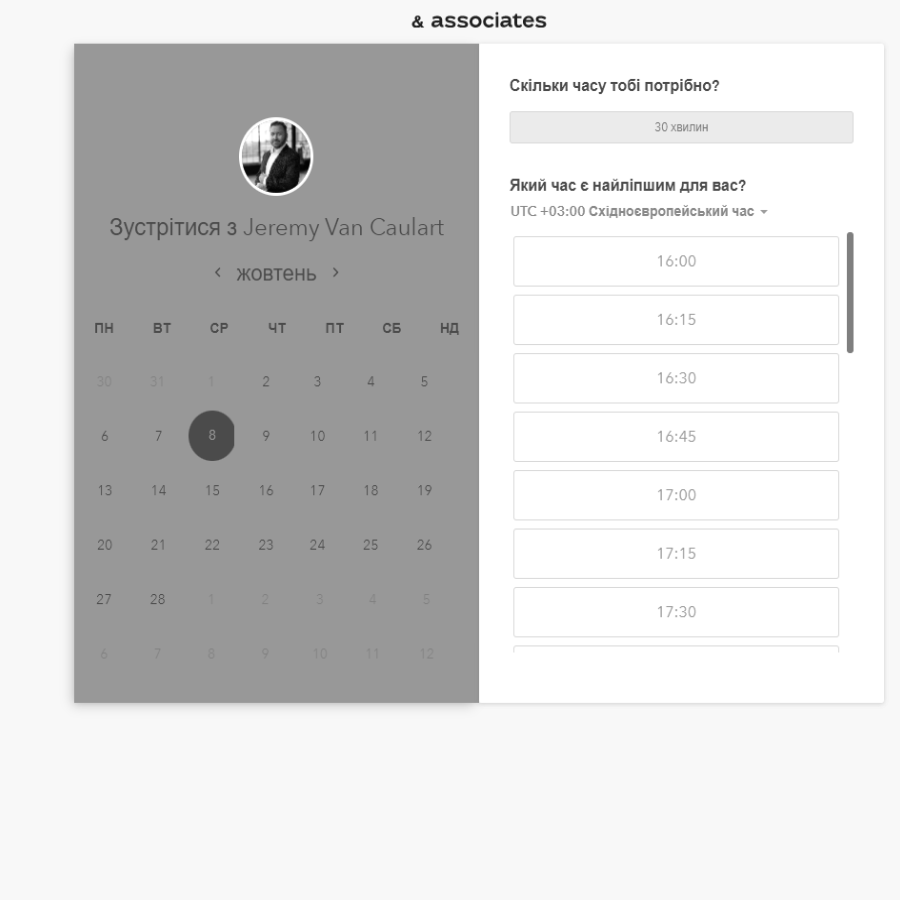 & associates
Зустрітися з Jeremy Van Caulart
‹ жовтень ›
ПН ВТ СР ЧТ ПТ СБ НД
30 31 1 2 3 4 5
6 7 8 9 10 11 12
13 14 15 16 17 18 19
20 21 22 23 24 25 26
27 28 1 2 3 4 5
6 7 8 9 10 11 12
Скільки часу тобі потрібно?
30 хвилин
Який час є найліпшим для вас?
UTC +03:00 Східноєвропейський час
16:00
16:15
16:30
16:45
17:00
17:15
17:30